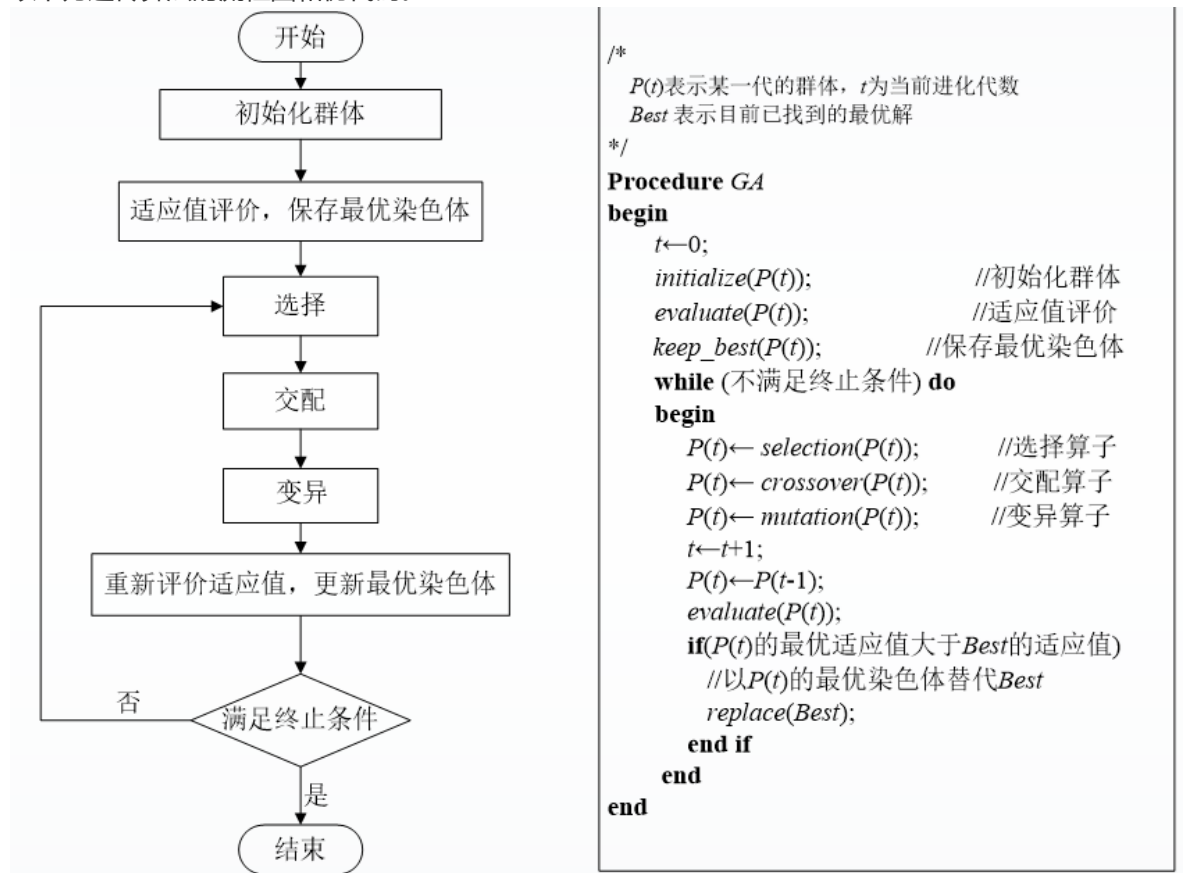 开始
初始化群体
适应值评价，保存最优染色体
选择
交配
变异
重新评价适应值，更新最优染色体
否
满足终止条件
是
结束
/*
P(t)表示某一代的群体，t为当前进化代数
Best 表示目前已找到的最优解
*/
Procedure GA
begin
t←0;
initialize(P(t)); //初始化群体
evaluate(P(t)); //适应值评价
keep_best(P(t)); //保存最优染色体
while (不满足终止条件) do
begin
P(t)← selection(P(t)); //选择算子
P(t)← crossover(P(t)); //交配算子
P(t)← mutation(P(t)); //变异算子
t←t+1;
P(t)←P(t-1);
evaluate(P(t));
if(P(t)的最优适应值大于Best的适应值)
//以P(t)的最优染色体替代Best
replace(Best);
end if
end
end